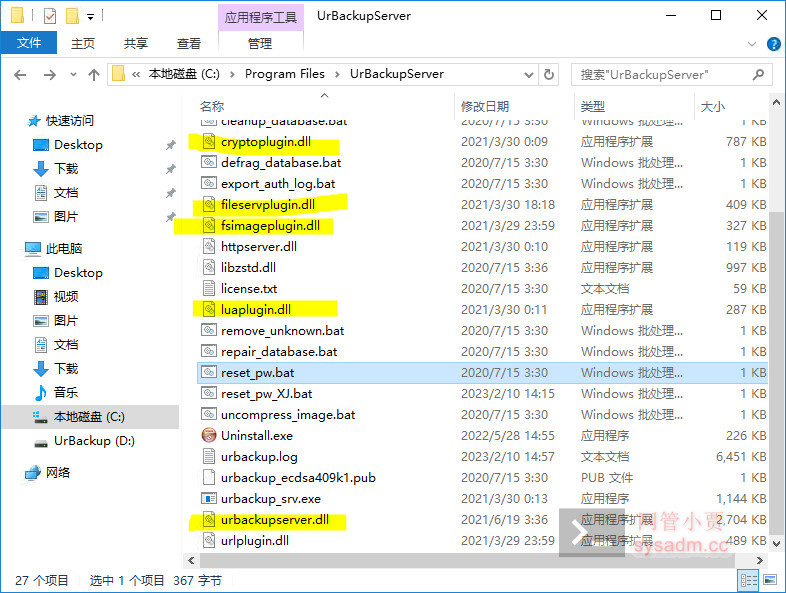 应用程序工具 UrBackupServer
文件 主页 共享 查看 管理
« 本地磁盘 (C:) › Program Files › UrBackupServer
搜索"UrBackupServer"
快速访问
Desktop
下载
文档
图片
此电脑
Desktop
视频
图片
文档
下载
音乐
本地磁盘 (C:)
UrBackup (D:)
网络
名称 修改日期 类型 大小
cleanup_database.bat 2020/7/15 3:30 Windows 批处理... 1 KB
cryptoplugin.dll 2021/3/30 0:09 应用程序扩展 787 KB
defrag_database.bat 2020/7/15 3:30 Windows 批处理... 1 KB
export_auth_log.bat 2020/7/15 3:30 Windows 批处理... 1 KB
fileservplugin.dll 2021/3/30 18:18 应用程序扩展 409 KB
fsimageplugin.dll 2021/3/29 23:59 应用程序扩展 327 KB
httpserver.dll 2021/3/30 0:10 应用程序扩展 119 KB
libzstd.dll 2020/7/15 3:36 应用程序扩展 997 KB
license.txt 2020/7/15 3:30 文本文档 59 KB
luaplugin.dll 2021/3/30 0:11 应用程序扩展 287 KB
remove_unknown.bat 2020/7/15 3:30 Windows 批处理... 1 KB
repair_database.bat 2020/7/15 3:30 Windows 批处理... 1 KB
reset_pw.bat 2020/7/15 3:30 Windows 批处理... 1 KB
reset_pw_XJ.bat 2023/2/10 14:15 Windows 批处理... 1 KB
uncompress_image.bat 2020/7/15 3:30 Windows 批处理... 1 KB
Uninstall.exe 2022/5/28 14:55 应用程序 226 KB
urbackup.log 2023/2/10 14:57 文本文档 6,451 KB
urbackup_ecdsa409k1.pub 2020/7/15 3:30 PUB 文件 1 KB
urbackup_srv.exe 2021/3/30 0:13 应用程序 1,144 KB
urbackupserver.dll 2021/6/19 3:36 应用程序扩展 2,704 KB
urlplugin.dll 2021/3/29 23:59 应用程序扩展 489 KB
网管小贾
sysadm.cc
27 个项目 选中 1 个项目 367 字节